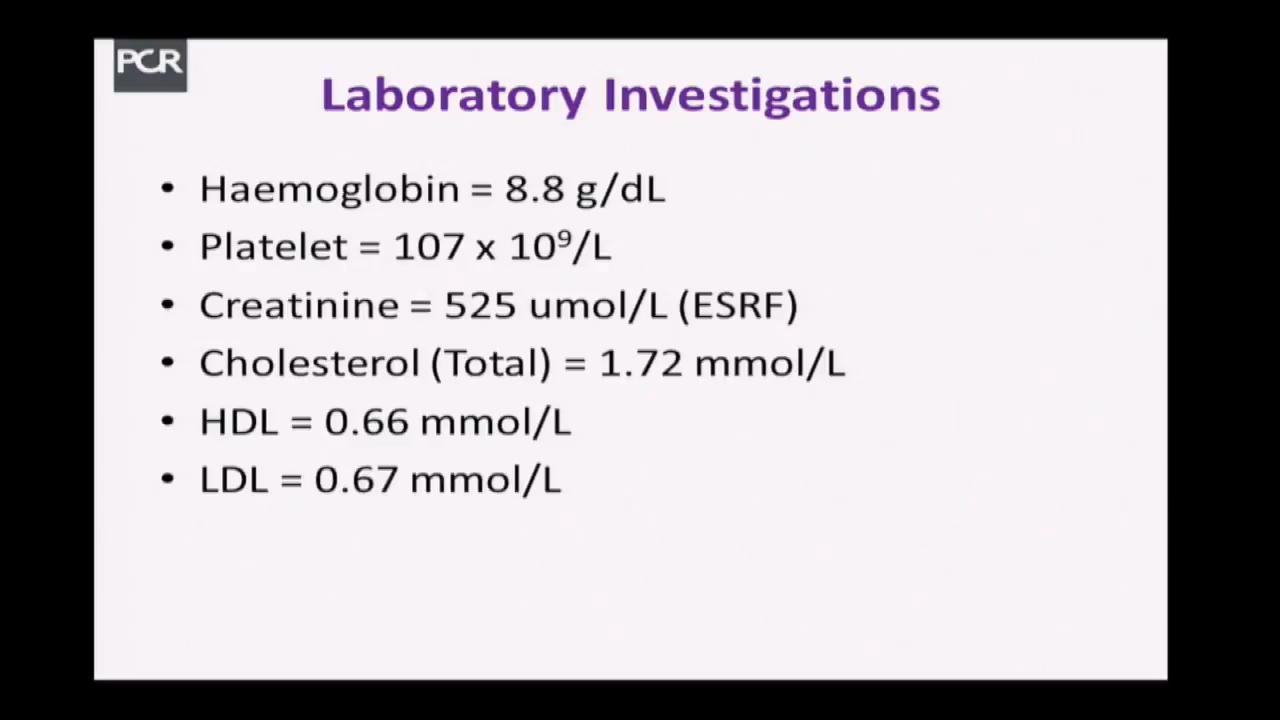 PCR
Laboratory Investigations
• Haemoglobin = 8.8 g/dL
• Platelet = 107 x 10⁹/L
• Creatinine = 525 umol/L (ESRF)
• Cholesterol (Total) = 1.72 mmol/L
• HDL = 0.66 mmol/L
• LDL = 0.67 mmol/L